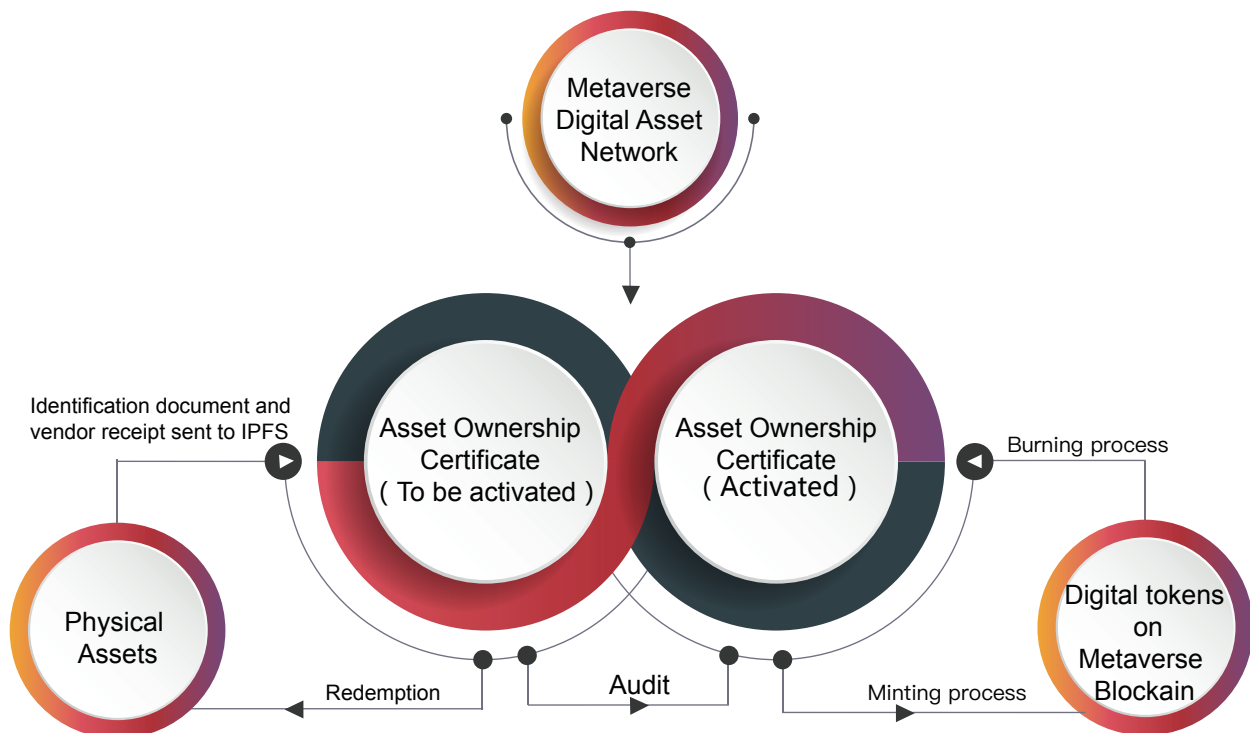 Metaverse
Digital Asset
Network
Identification document and
vendor receipt sent to IPFS
Asset Ownership
Certificate
( To be activated )
Asset Ownership
Certificate
( Activated )
Burning process
Physical
Assets
Digital tokens
on
Metaverse
Blockain
Redemption
Audit
Minting process